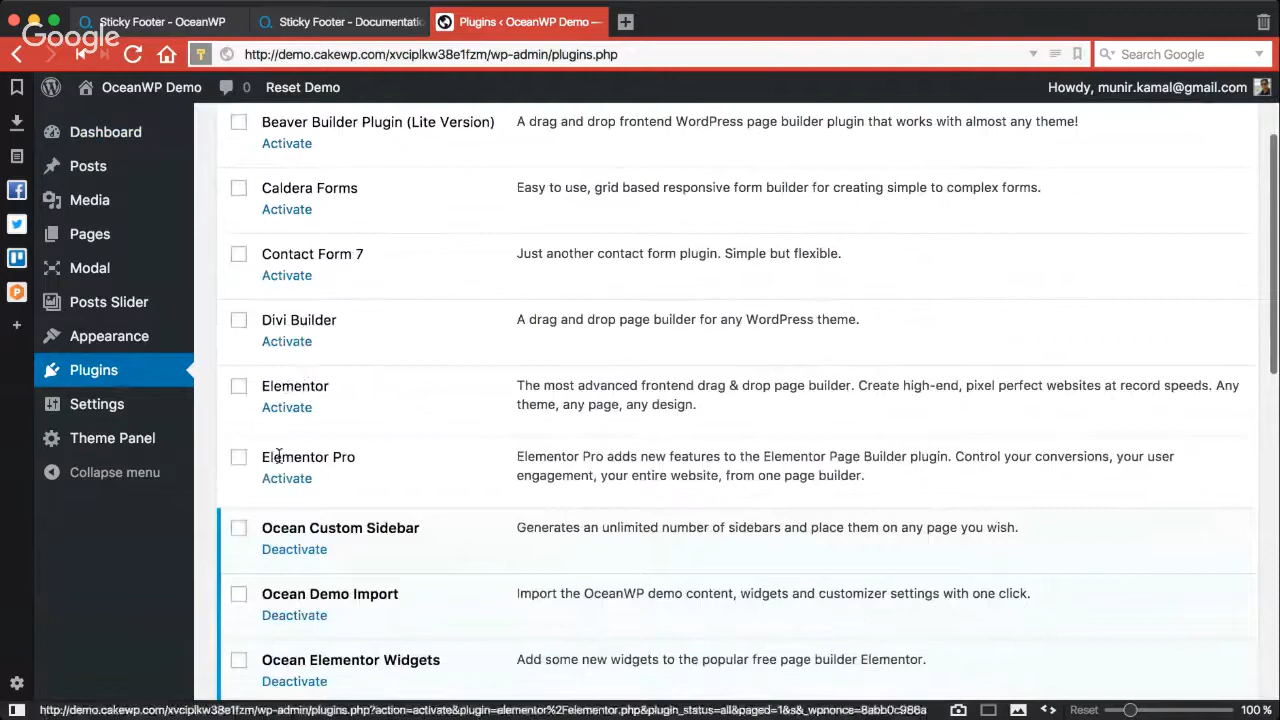 Sticky Footer - OceanWP
Sticky Footer - Documentatic
Plugins ‹ OceanWP Demo —
Google
http://demo.cakewp.com/xvciplkw38e1fzm/wp-admin/plugins.php
Search Google
OceanWP Demo
0
Reset Demo
Howdy, munir.kamal@gmail.com
Dashboard
Posts
Media
Pages
Modal
Posts Slider
Appearance
Plugins
Settings
Theme Panel
Collapse menu
Beaver Builder Plugin (Lite Version)
A drag and drop frontend WordPress page builder plugin that works with almost any theme!
Activate
Caldera Forms
Easy to use, grid based responsive form builder for creating simple to complex forms.
Activate
Contact Form 7
Just another contact form plugin. Simple but flexible.
Activate
Divi Builder
A drag and drop page builder for any WordPress theme.
Activate
Elementor
The most advanced frontend drag & drop page builder. Create high-end, pixel perfect websites at record speeds. Any
theme, any page, any design.
Activate
Elementor Pro
Elementor Pro adds new features to the Elementor Page Builder plugin. Control your conversions, your user
engagement, your entire website, from one page builder.
Activate
Ocean Custom Sidebar
Generates an unlimited number of sidebars and place them on any page you wish.
Deactivate
Ocean Demo Import
Import the OceanWP demo content, widgets and customizer settings with one click.
Deactivate
Ocean Elementor Widgets
Add some new widgets to the popular free page builder Elementor.
Deactivate
http://demo.cakewp.com/xvciplkw38e1fzm/wp-admin/plugins.php?action=activate&plugin=elementor%2Felementor.php&plugin_status=all&paged=1&s&_wpnonce=8abb0c986a
Reset
100 %